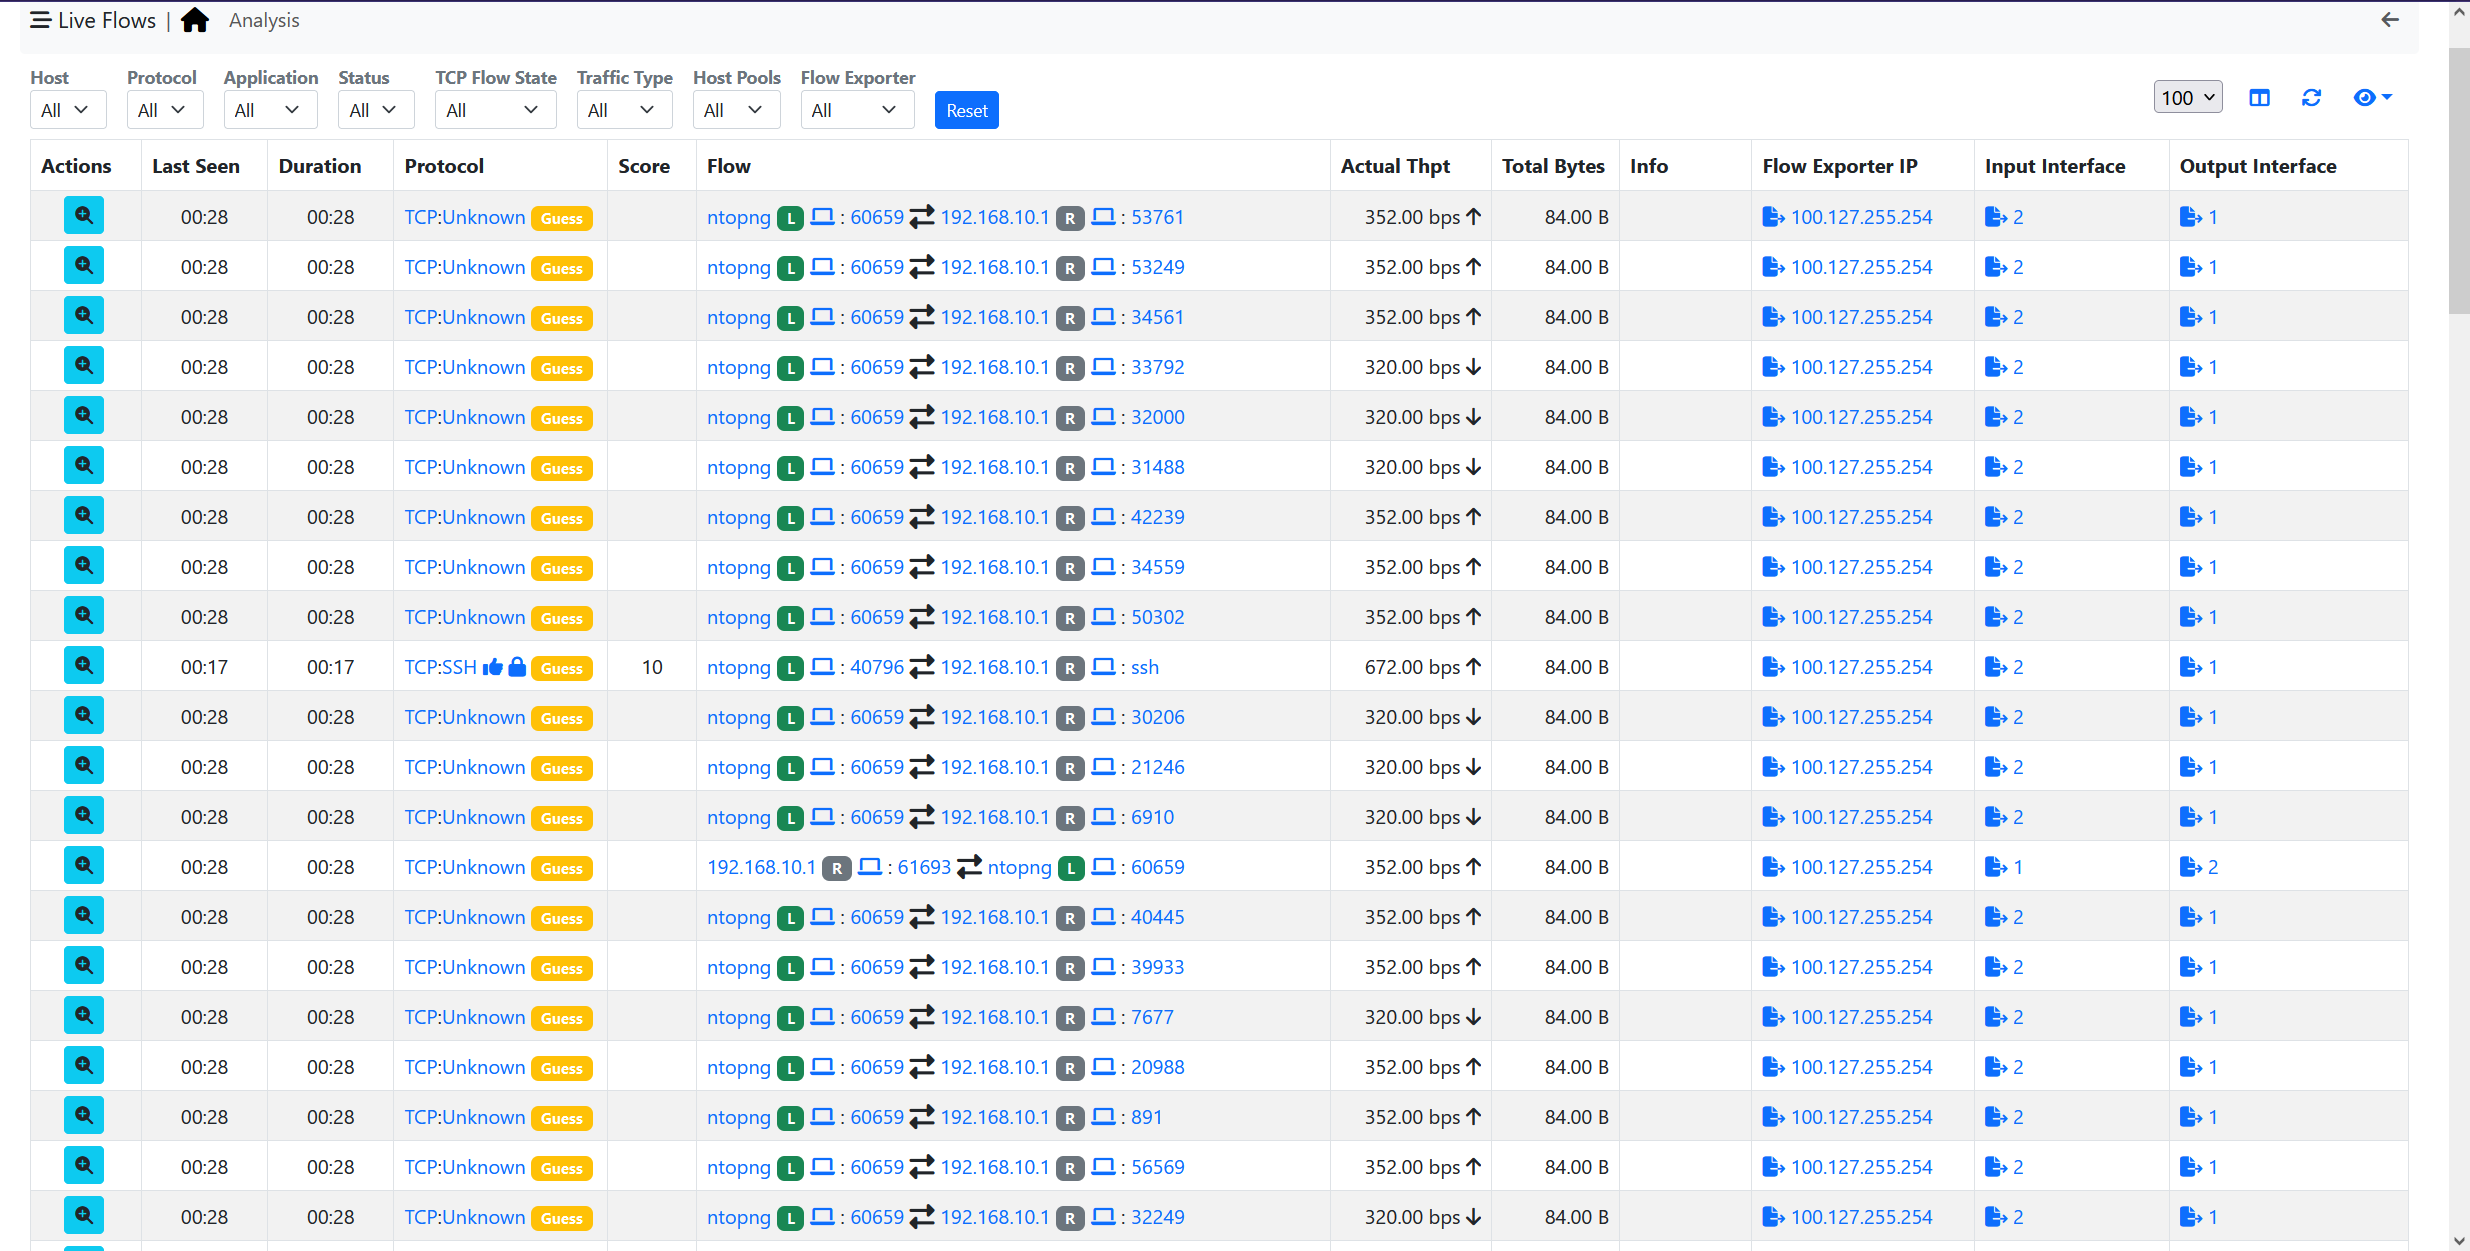 Live Flows | Analysis
Host Protocol Application Status TCP Flow State Traffic Type Host Pools Flow Exporter
All All All All All All All All Reset 100
Actions Last Seen Duration Protocol Score Flow Actual Thpt Total Bytes Info Flow Exporter IP Input Interface Output Interface
00:28 00:28 TCP:Unknown Guess ntopng L : 60659 192.168.10.1 R : 53761 352.00 bps 84.00 B 100.127.255.254 2 1
00:28 00:28 TCP:Unknown Guess ntopng L : 60659 192.168.10.1 R : 53249 352.00 bps 84.00 B 100.127.255.254 2 1
00:28 00:28 TCP:Unknown Guess ntopng L : 60659 192.168.10.1 R : 34561 352.00 bps 84.00 B 100.127.255.254 2 1
00:28 00:28 TCP:Unknown Guess ntopng L : 60659 192.168.10.1 R : 33792 320.00 bps 84.00 B 100.127.255.254 2 1
00:28 00:28 TCP:Unknown Guess ntopng L : 60659 192.168.10.1 R : 32000 320.00 bps 84.00 B 100.127.255.254 2 1
00:28 00:28 TCP:Unknown Guess ntopng L : 60659 192.168.10.1 R : 31488 320.00 bps 84.00 B 100.127.255.254 2 1
00:28 00:28 TCP:Unknown Guess ntopng L : 60659 192.168.10.1 R : 42239 352.00 bps 84.00 B 100.127.255.254 2 1
00:28 00:28 TCP:Unknown Guess ntopng L : 60659 192.168.10.1 R : 34559 352.00 bps 84.00 B 100.127.255.254 2 1
00:28 00:28 TCP:Unknown Guess ntopng L : 60659 192.168.10.1 R : 50302 352.00 bps 84.00 B 100.127.255.254 2 1
00:17 00:17 TCP:SSH Guess 10 ntopng L : 40796 192.168.10.1 R : ssh 672.00 bps 84.00 B 100.127.255.254 2 1
00:28 00:28 TCP:Unknown Guess ntopng L : 60659 192.168.10.1 R : 30206 320.00 bps 84.00 B 100.127.255.254 2 1
00:28 00:28 TCP:Unknown Guess ntopng L : 60659 192.168.10.1 R : 21246 320.00 bps 84.00 B 100.127.255.254 2 1
00:28 00:28 TCP:Unknown Guess ntopng L : 60659 192.168.10.1 R : 6910 320.00 bps 84.00 B 100.127.255.254 2 1
00:28 00:28 TCP:Unknown Guess 192.168.10.1 R : 61693 ntopng L : 60659 352.00 bps 84.00 B 100.127.255.254 1 2
00:28 00:28 TCP:Unknown Guess ntopng L : 60659 192.168.10.1 R : 40445 352.00 bps 84.00 B 100.127.255.254 2 1
00:28 00:28 TCP:Unknown Guess ntopng L : 60659 192.168.10.1 R : 39933 352.00 bps 84.00 B 100.127.255.254 2 1
00:28 00:28 TCP:Unknown Guess ntopng L : 60659 192.168.10.1 R : 7677 320.00 bps 84.00 B 100.127.255.254 2 1
00:28 00:28 TCP:Unknown Guess ntopng L : 60659 192.168.10.1 R : 20988 352.00 bps 84.00 B 100.127.255.254 2 1
00:28 00:28 TCP:Unknown Guess ntopng L : 60659 192.168.10.1 R : 891 352.00 bps 84.00 B 100.127.255.254 2 1
00:28 00:28 TCP:Unknown Guess ntopng L : 60659 192.168.10.1 R : 56569 352.00 bps 84.00 B 100.127.255.254 2 1
00:28 00:28 TCP:Unknown Guess ntopng L : 60659 192.168.10.1 R : 32249 320.00 bps 84.00 B 100.127.255.254 2 1